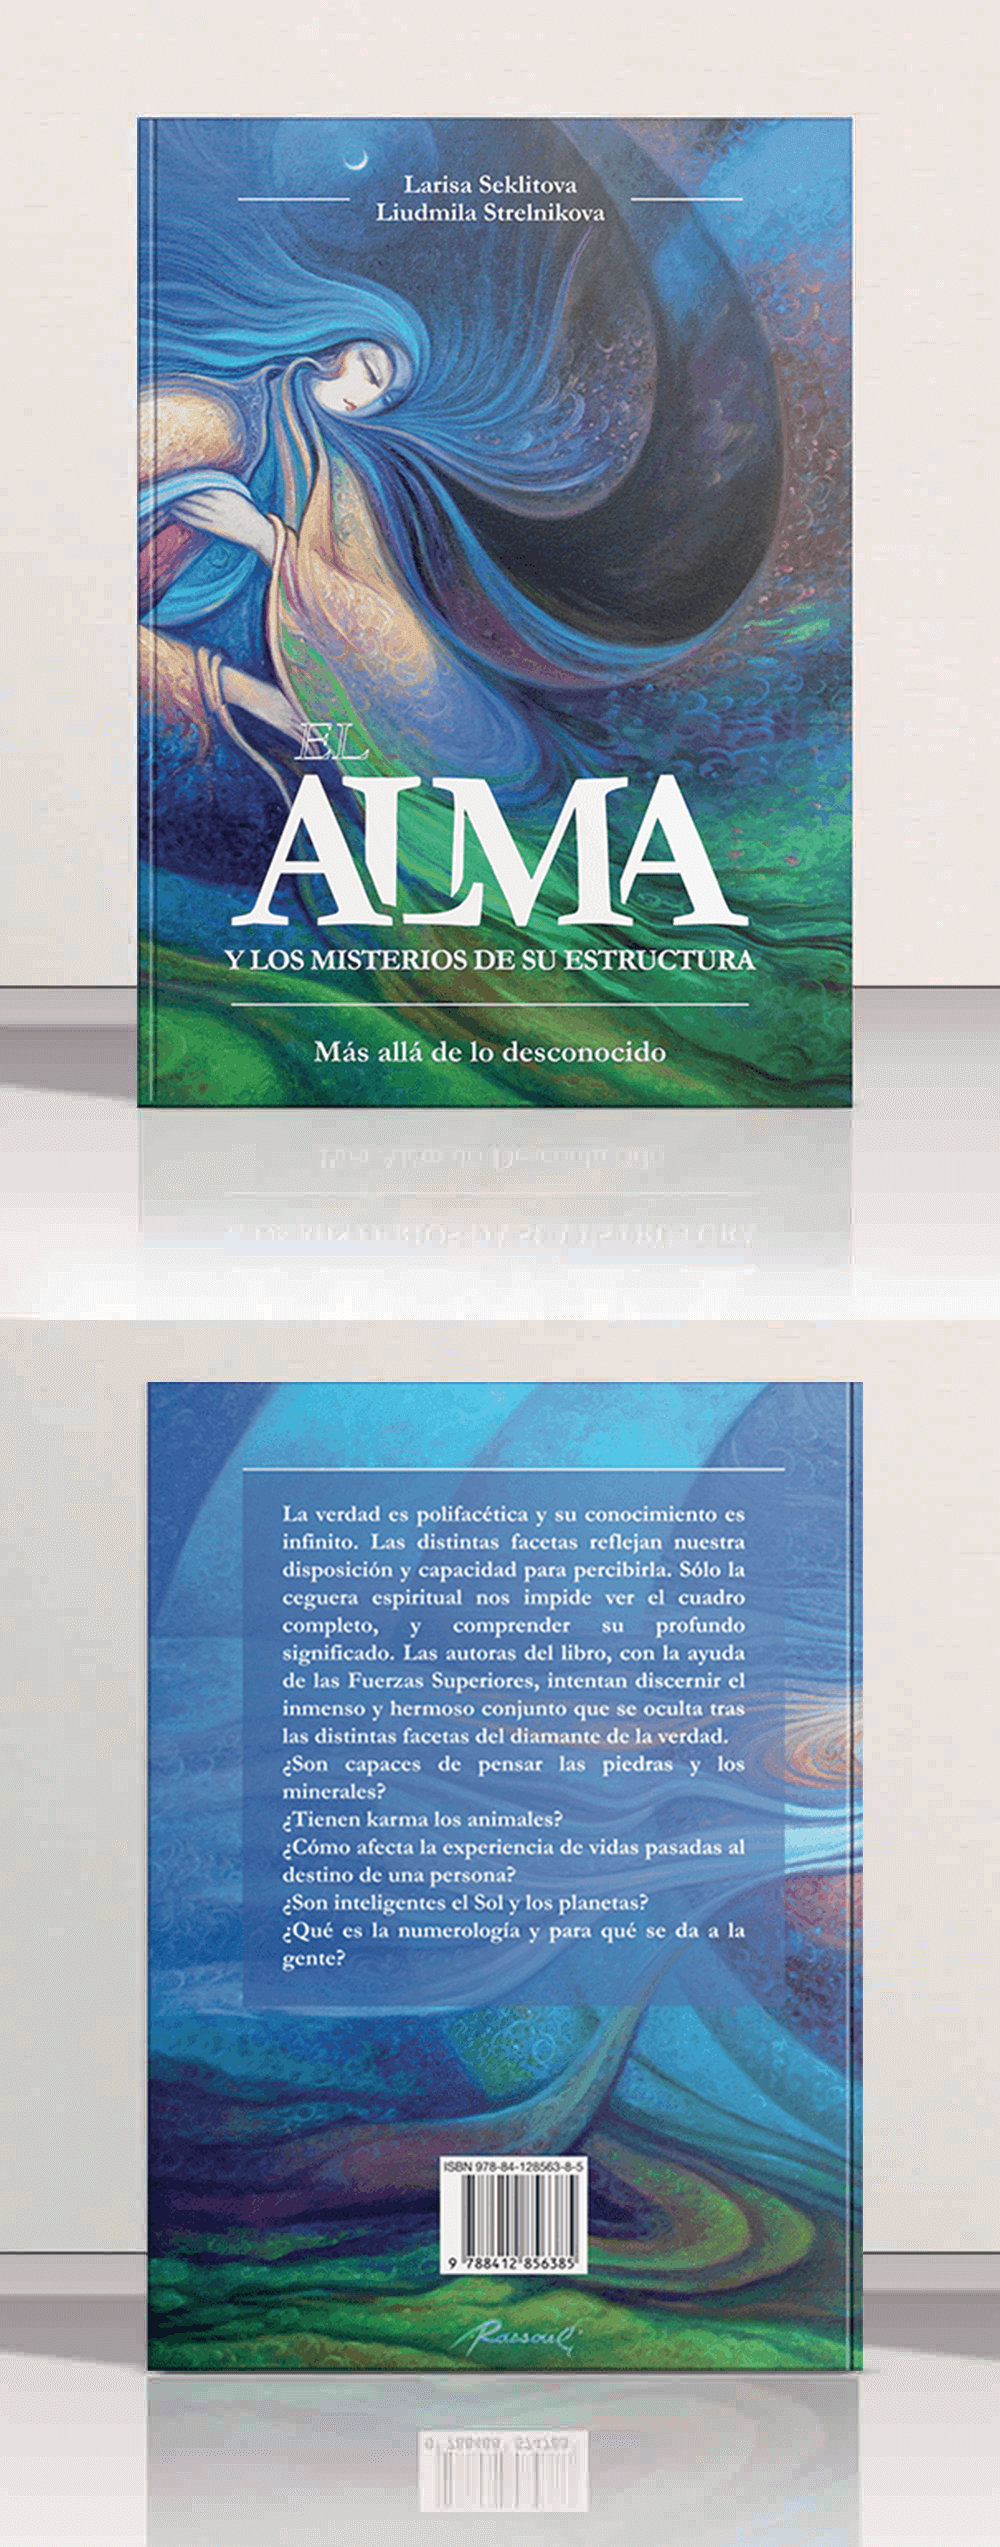 Larisa Seklitova
Liudmila Strelnikova
EL
ALMA
Y LOS MISTERIOS DE SU ESTRUCTURA
Más allá de lo desconocido
La verdad es polifacética y su conocimiento es
infinito. Las distintas facetas reflejan nuestra
disposición y capacidad para percibirla. Sólo la
ceguera espiritual nos impide ver el cuadro
completo, y comprender su profundo
significado. Las autoras del libro, con la ayuda
de las Fuerzas Superiores, intentan discernir el
inmenso y hermoso conjunto que se oculta tras
las distintas facetas del diamante de la verdad.
¿Son capaces de pensar las piedras y los
minerales?
¿Tienen karma los animales?
¿Cómo afecta la experiencia de vidas pasadas al
destino de una persona?
¿Son inteligentes el Sol y los planetas?
¿Qué es la numerología y para qué se da a la
gente?
ISBN 978-84-128563-8-5
9 788412 856385
Rassouli